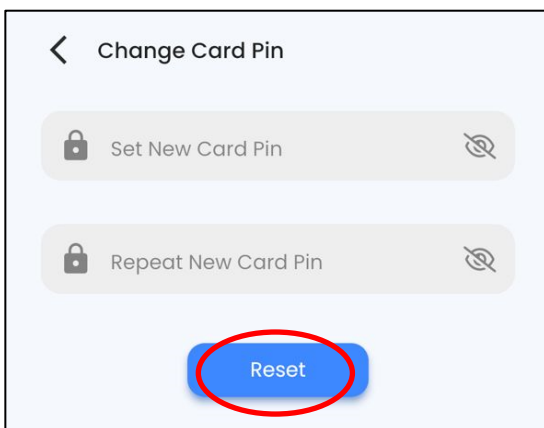 Change Card Pin
Set New Card Pin
Repeat New Card Pin
Reset